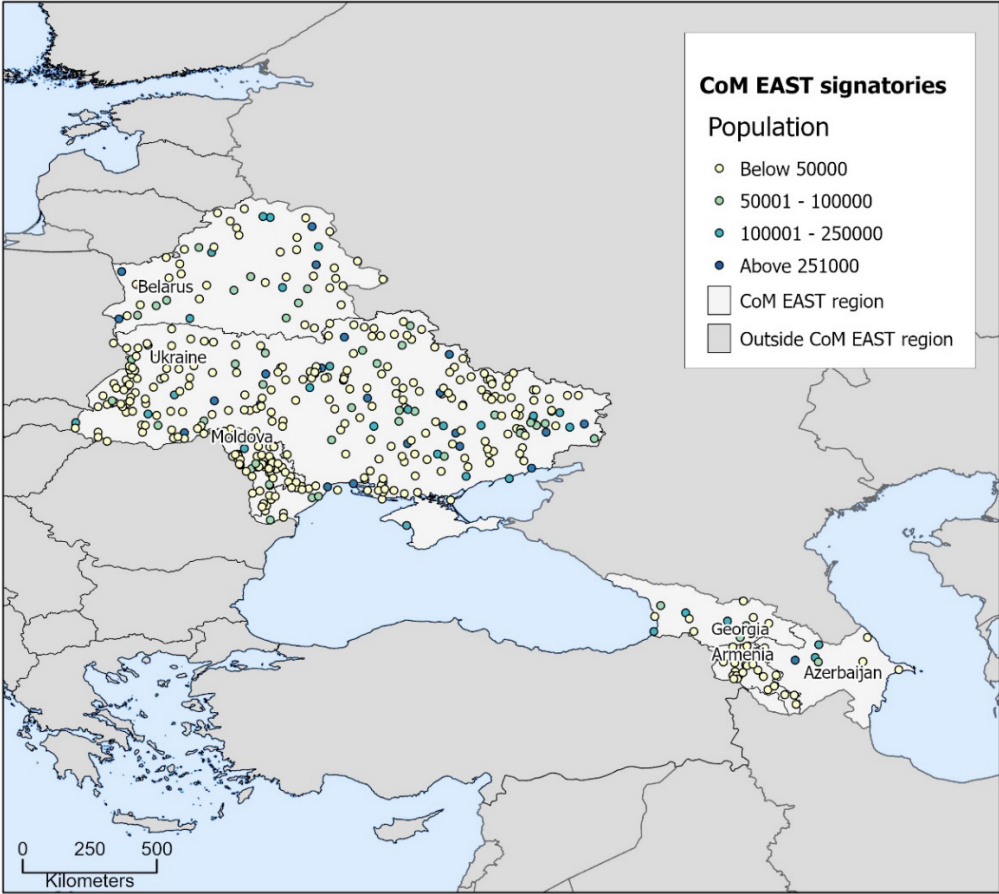 CoM EAST signatories
Population
Below 50000
50001 - 100000
100001 - 250000
Above 251000
CoM EAST region
Outside CoM EAST region
Belarus
Ukraine
Moldova
Georgia
Armenia
Azerbaijan
0 250 500
Kilometers